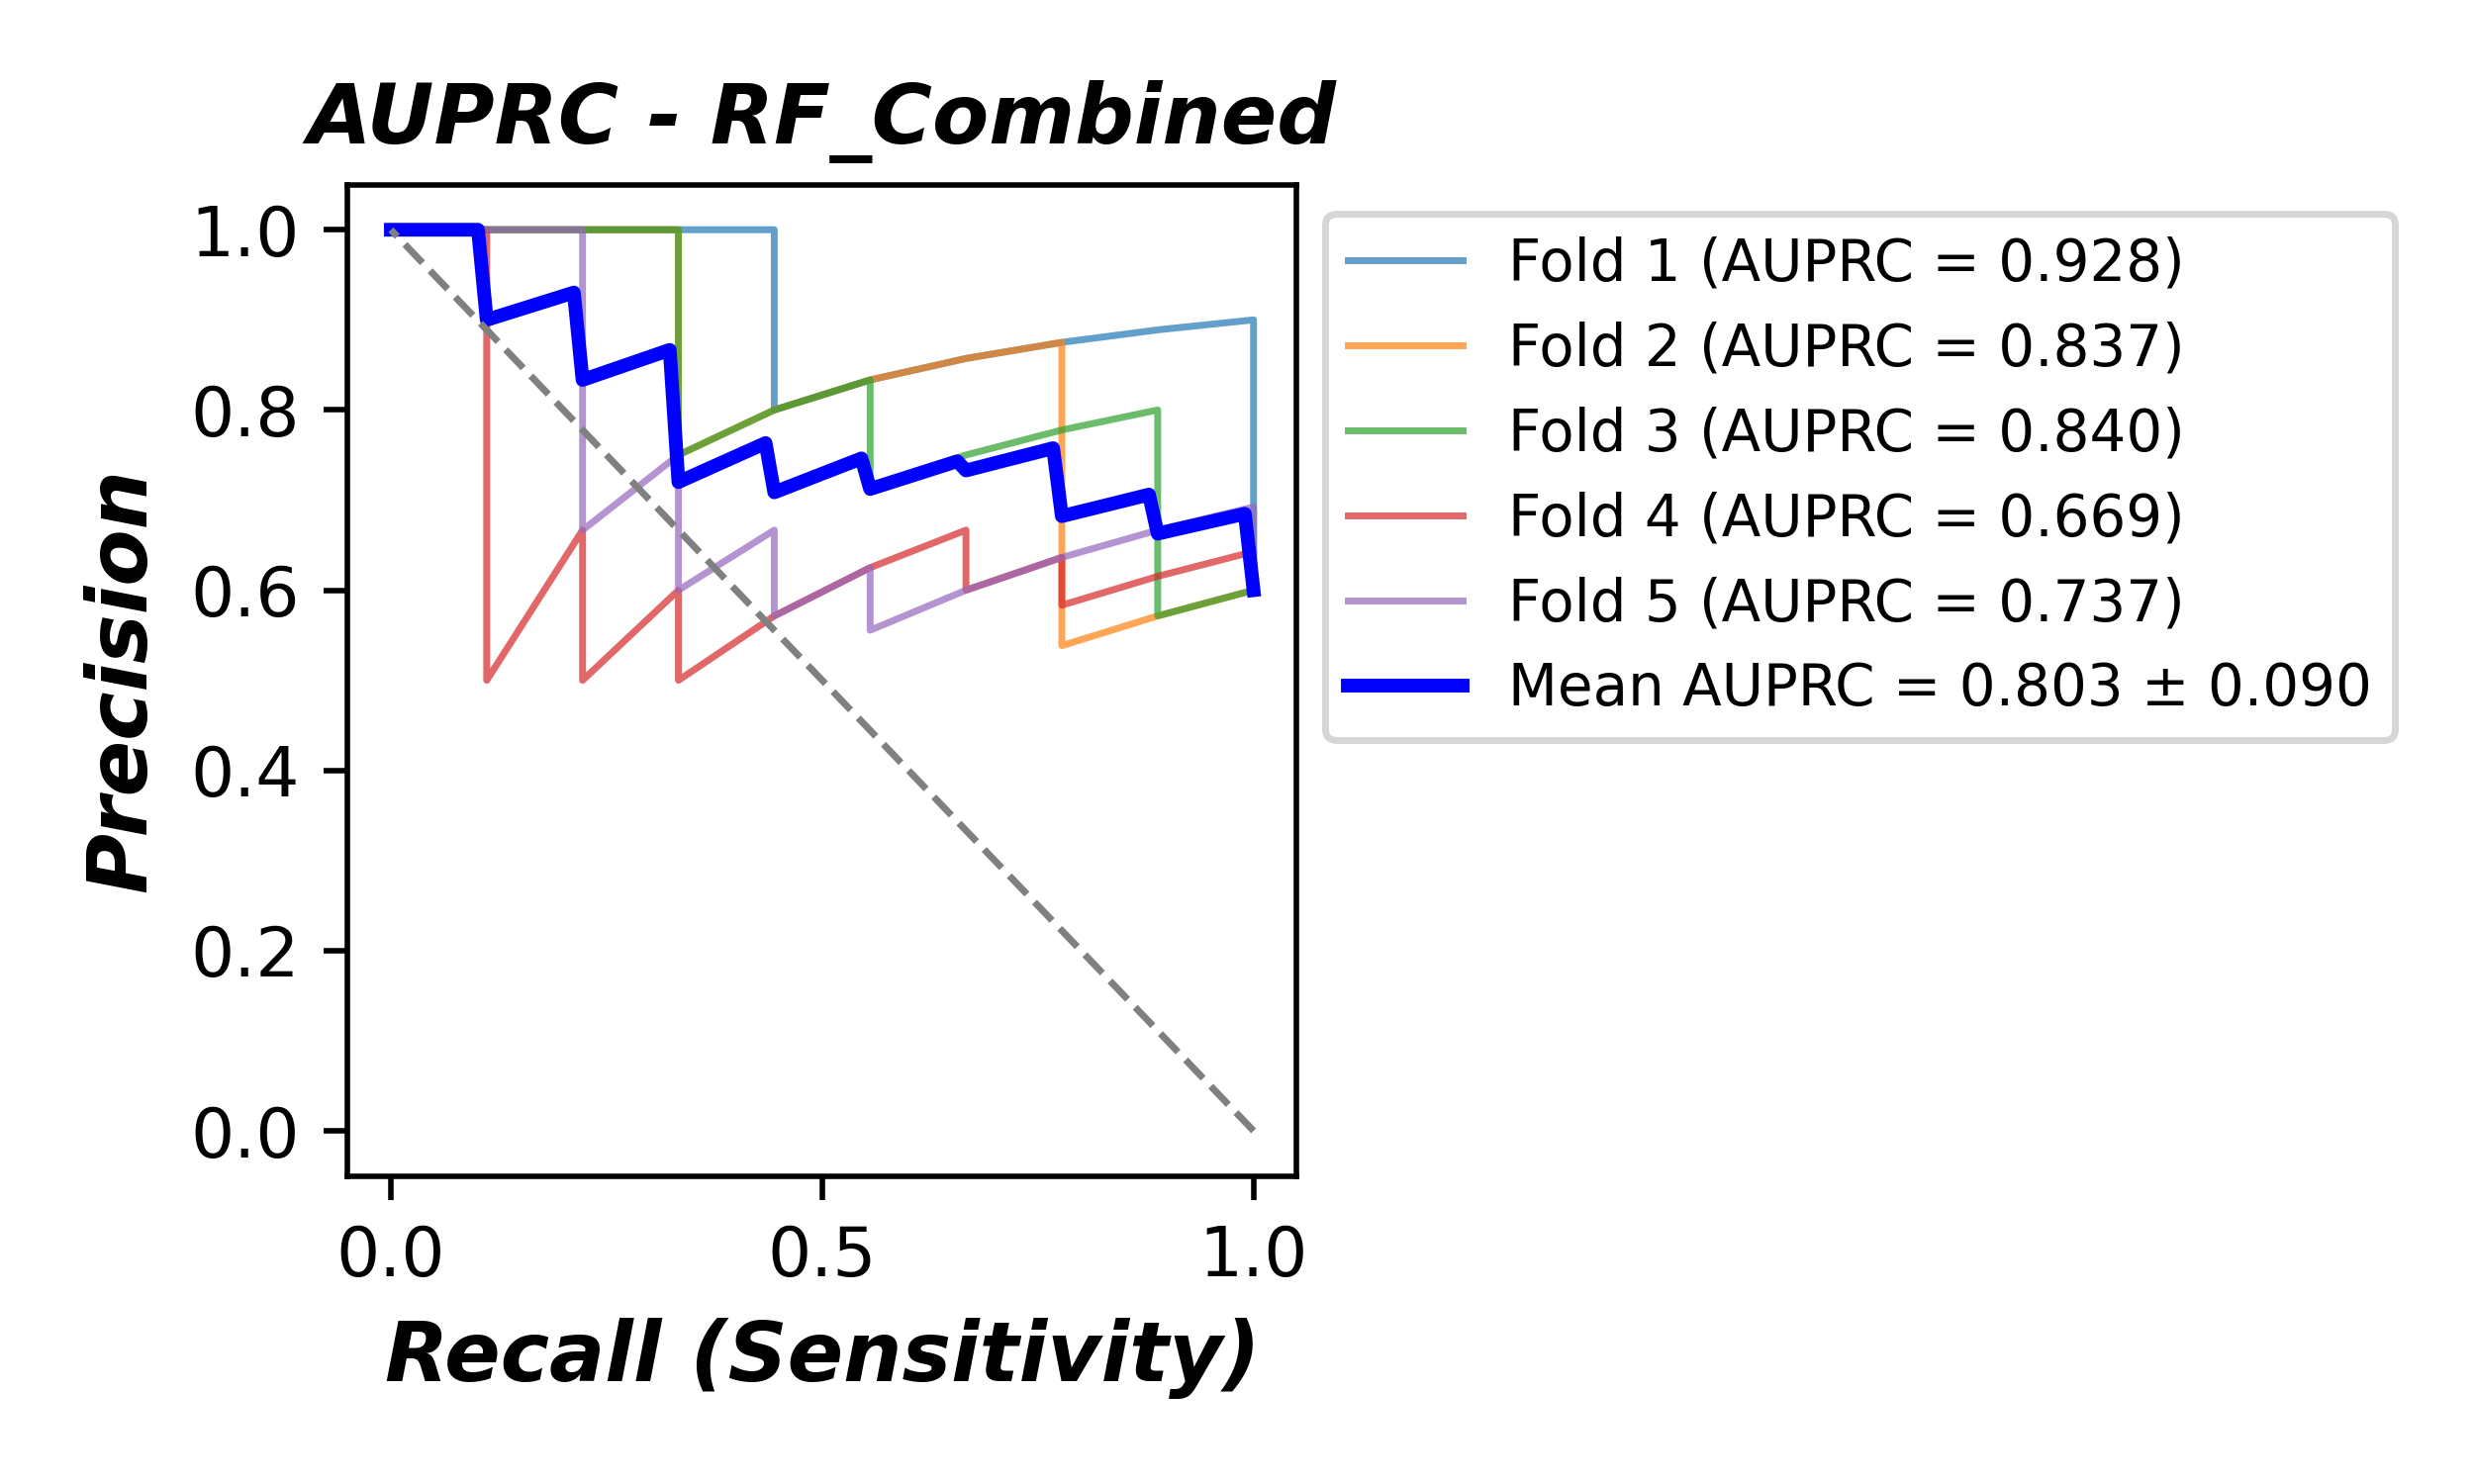 AUPRC - RF_Combined
Precision
1.0
0.8
0.6
0.4
0.2
0.0
0.0 0.5 1.0
Recall (Sensitivity)
Fold 1 (AUPRC = 0.928)
Fold 2 (AUPRC = 0.837)
Fold 3 (AUPRC = 0.840)
Fold 4 (AUPRC = 0.669)
Fold 5 (AUPRC = 0.737)
Mean AUPRC = 0.803 ± 0.090